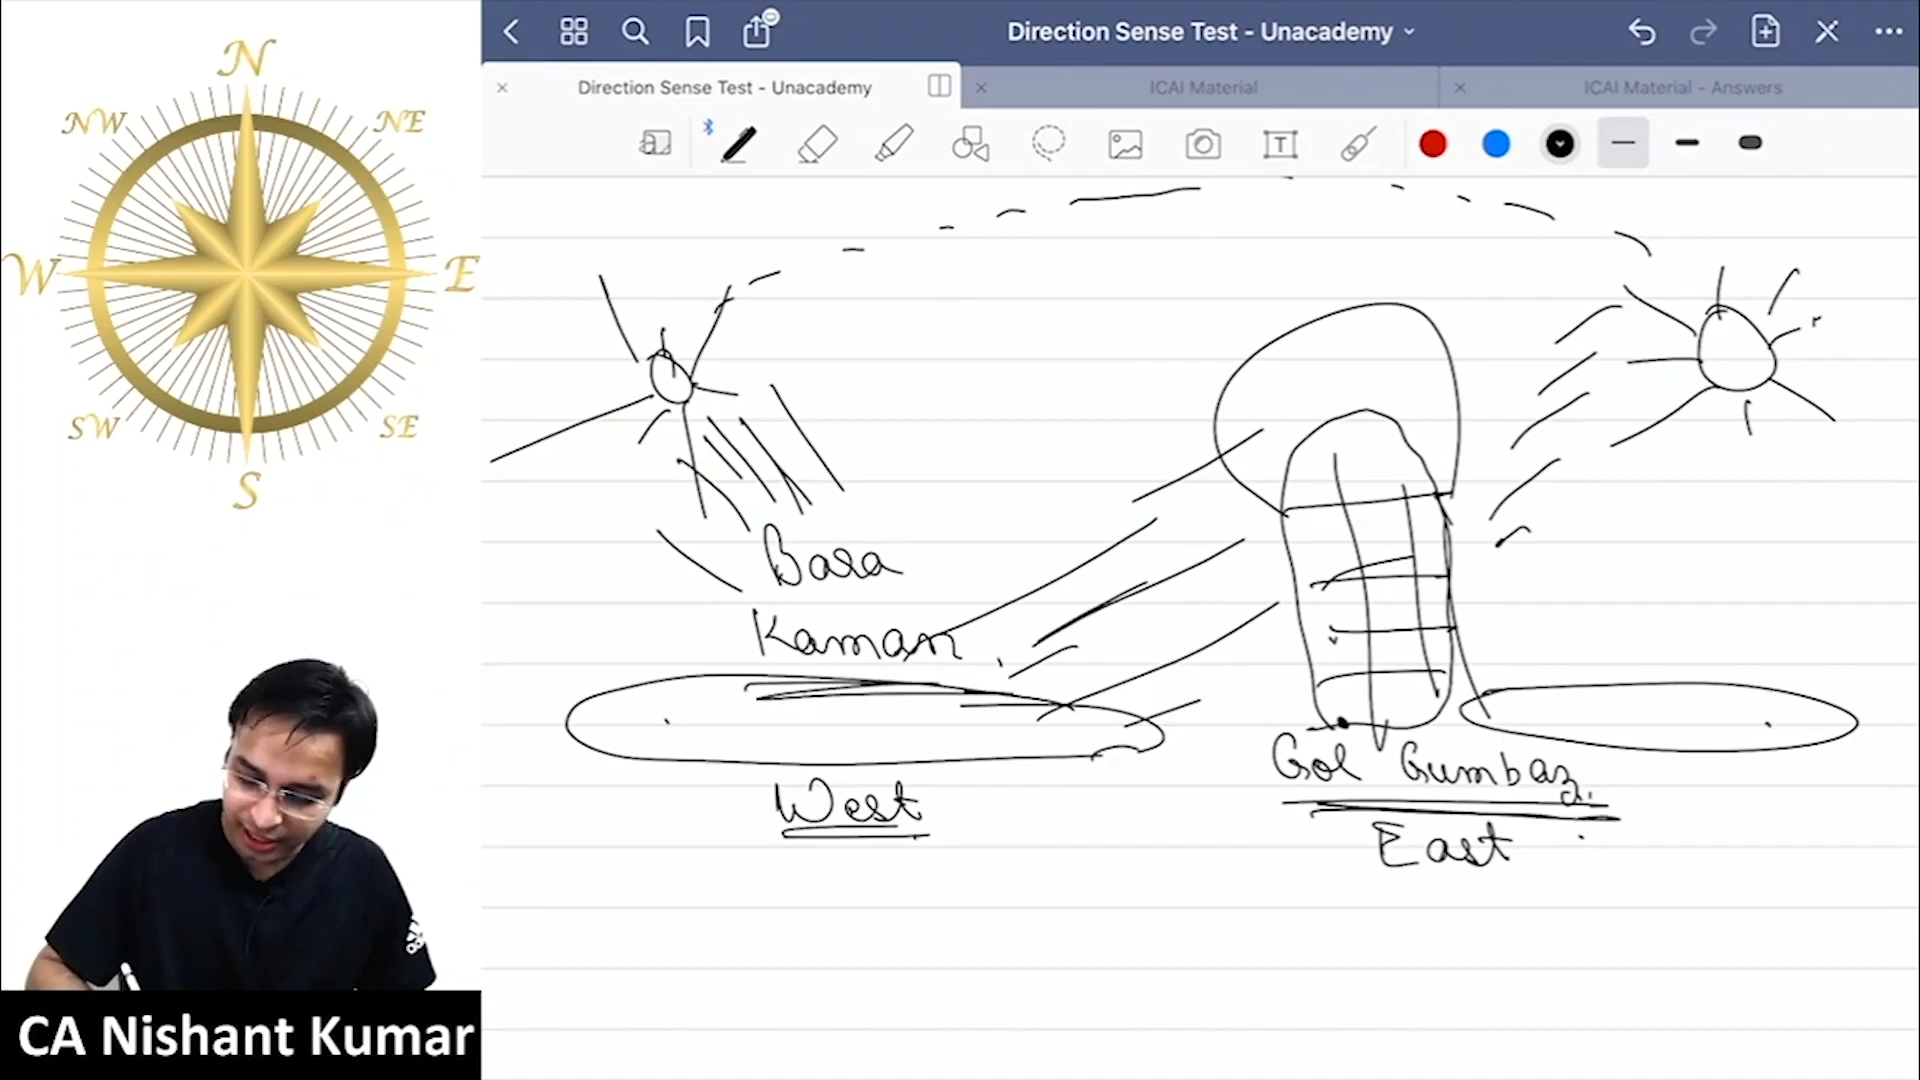 N
NW
NE
W
E
SW
SE
S
Direction Sense Test - Unacademy
Direction Sense Test - Unacademy
ICAI Material
ICAI Material - Answers
T
Bara
Kaman
West
Gol Gumbaz
East
CA Nishant Kumar